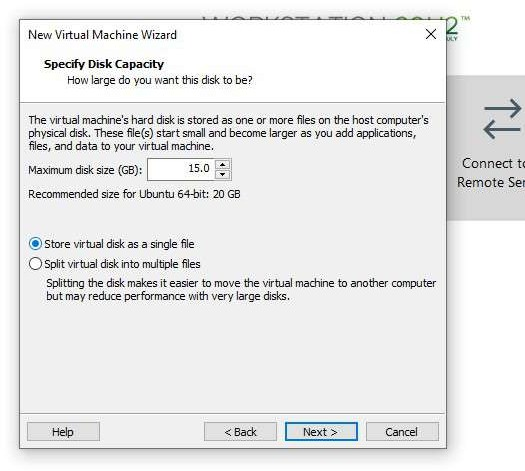 New Virtual Machine Wizard
Specify Disk Capacity
How large do you want this disk to be?
The virtual machine's hard disk is stored as one or more files on the host computer's
physical disk. These file(s) start small and become larger as you add applications,
files, and data to your virtual machine.
Maximum disk size (GB): 15.0
Recommended size for Ubuntu 64-bit: 20 GB
Store virtual disk as a single file
Split virtual disk into multiple files
Splitting the disk makes it easier to move the virtual machine to another computer
but may reduce performance with very large disks.
Help
< Back
Next >
Cancel
Connect
Remote